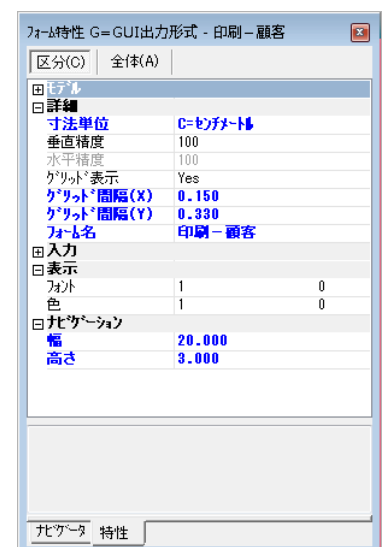 ﾌｫｰﾑ特性 G=GUI出力形式 - 印刷－顧客
区分(C) 全体(A)
ﾓﾃﾞﾙ
詳細
寸法単位 C=ｾﾝﾁﾒｰﾄﾙ
垂直精度 100
水平精度 100
ｸﾞﾘｯﾄﾞ表示 Yes
ｸﾞﾘｯﾄﾞ間隔(X) 0.150
ｸﾞﾘｯﾄﾞ間隔(Y) 0.330
ﾌｫｰﾑ名 印刷－顧客
入力
表示
ﾌｫﾝﾄ 1 0
色 1 0
ﾅﾋﾞｹﾞｰｼｮﾝ
幅 20.000
高さ 3.000
ﾅﾋﾞｹﾞｰﾀ 特性